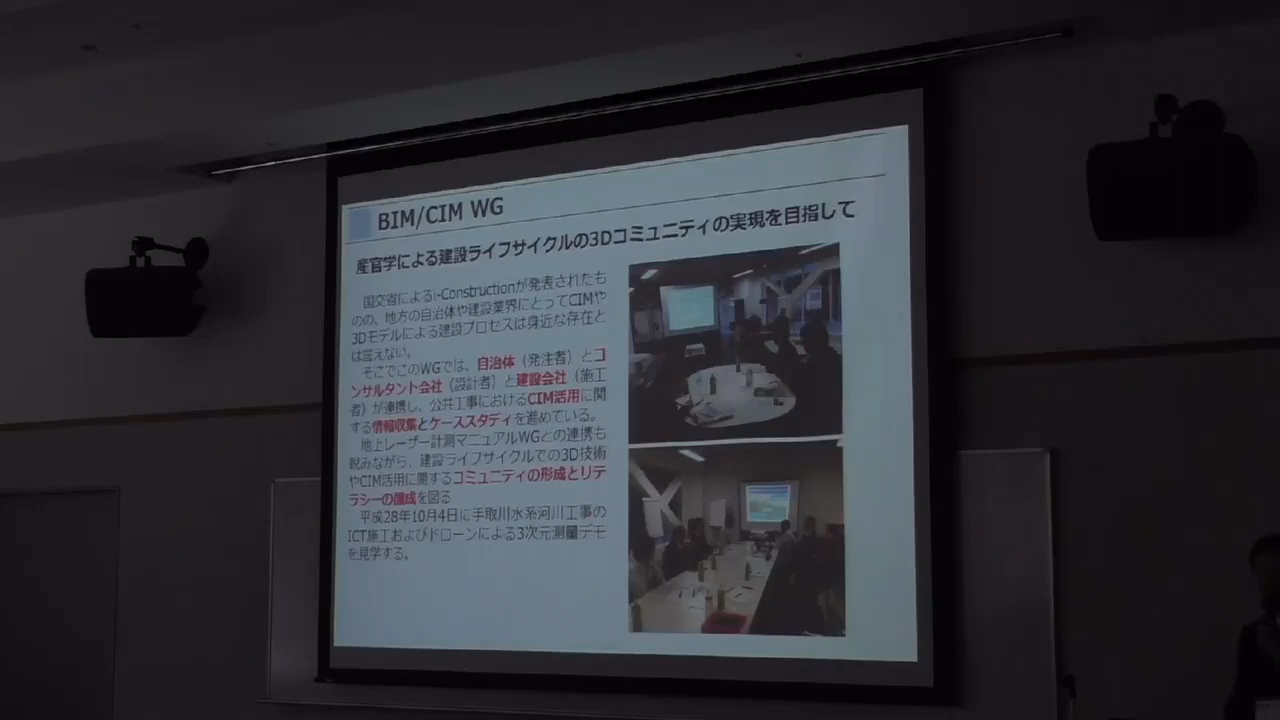 BIM/CIM WG
産官学による建設ライフサイクルの3Dコミュニティの実現を目指して
国交省によるi-Constructionが発表されたも
のの、地方の自治体や建設業界にとってCIMや
3Dモデルによる建設プロセスは身近な存在と
は言えない。
そこでこのWGでは、自治体（発注者）とコ
ンサルタント会社（設計者）と建設会社（施工
者）が連携し、公共工事におけるCIM活用に関
する情報収集とケーススタディを進めている。
地上レーザー計測マニュアルWGとの連携も
睨みながら、建設ライフサイクルでの3D技術
やCIM活用に関するコミュニティの形成とリテ
ラシーの醸成を図る
平成28年10月4日に手取川水系河川工事の
ICT施工およびドローンによる3次元測量デモ
を見学する。